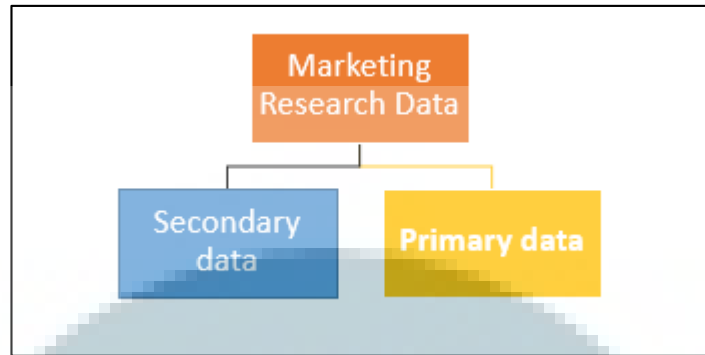 Marketing
Research Data
Secondary
data
Primary data